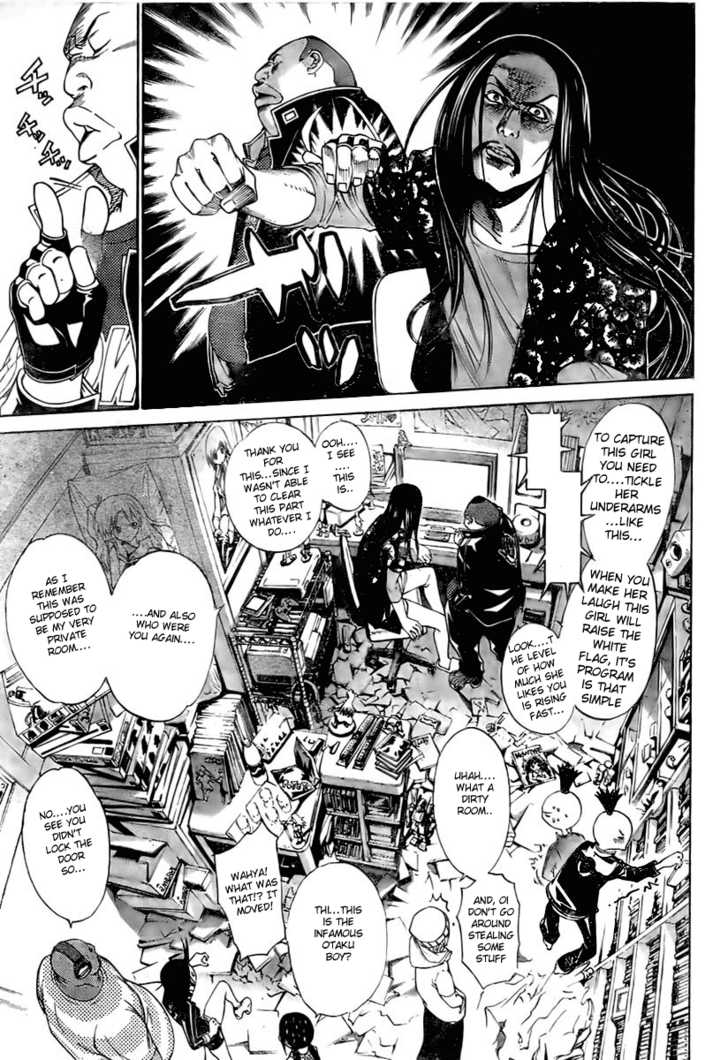 チ
チ
チッ
TO CAPTURE
THIS GIRL
YOU NEED
TO....TICKLE
HER
UNDERARMS
...LIKE
THIS...
WHEN YOU
MAKE HER
LAUGH THIS
GIRL WILL
RAISE THE
WHITE
FLAG, IT'S
PROGRAM
IS THAT
SIMPLE
OOH....
I SEE
....
THIS
IS..
THANK YOU
FOR
THIS...SINCE I
WASN'T ABLE
TO CLEAR
THIS PART
WHATEVER I
DO....
LOOK....T
HE LEVEL OF
HOW
MUCH SHE
LIKES YOU
IS RISING
FAST...
....AND ALSO
WHO WERE
YOU AGAIN....
AS I
REMEMBER
THIS WAS
SUPPOSED TO
BE MY VERY
PRIVATE
ROOM....
UHAH....
WHAT A
DIRTY
ROOM..
AND, OI
DON'T GO
AROUND
STEALING
SOME
STUFF
NO....YOU
SEE YOU
DIDN'T
LOCK THE
DOOR
SO...
WAHYA!
WHAT WAS
THAT!? IT
MOVED!
THI...THIS
IS THE
INFAMOUS
OTAKU
BOY?